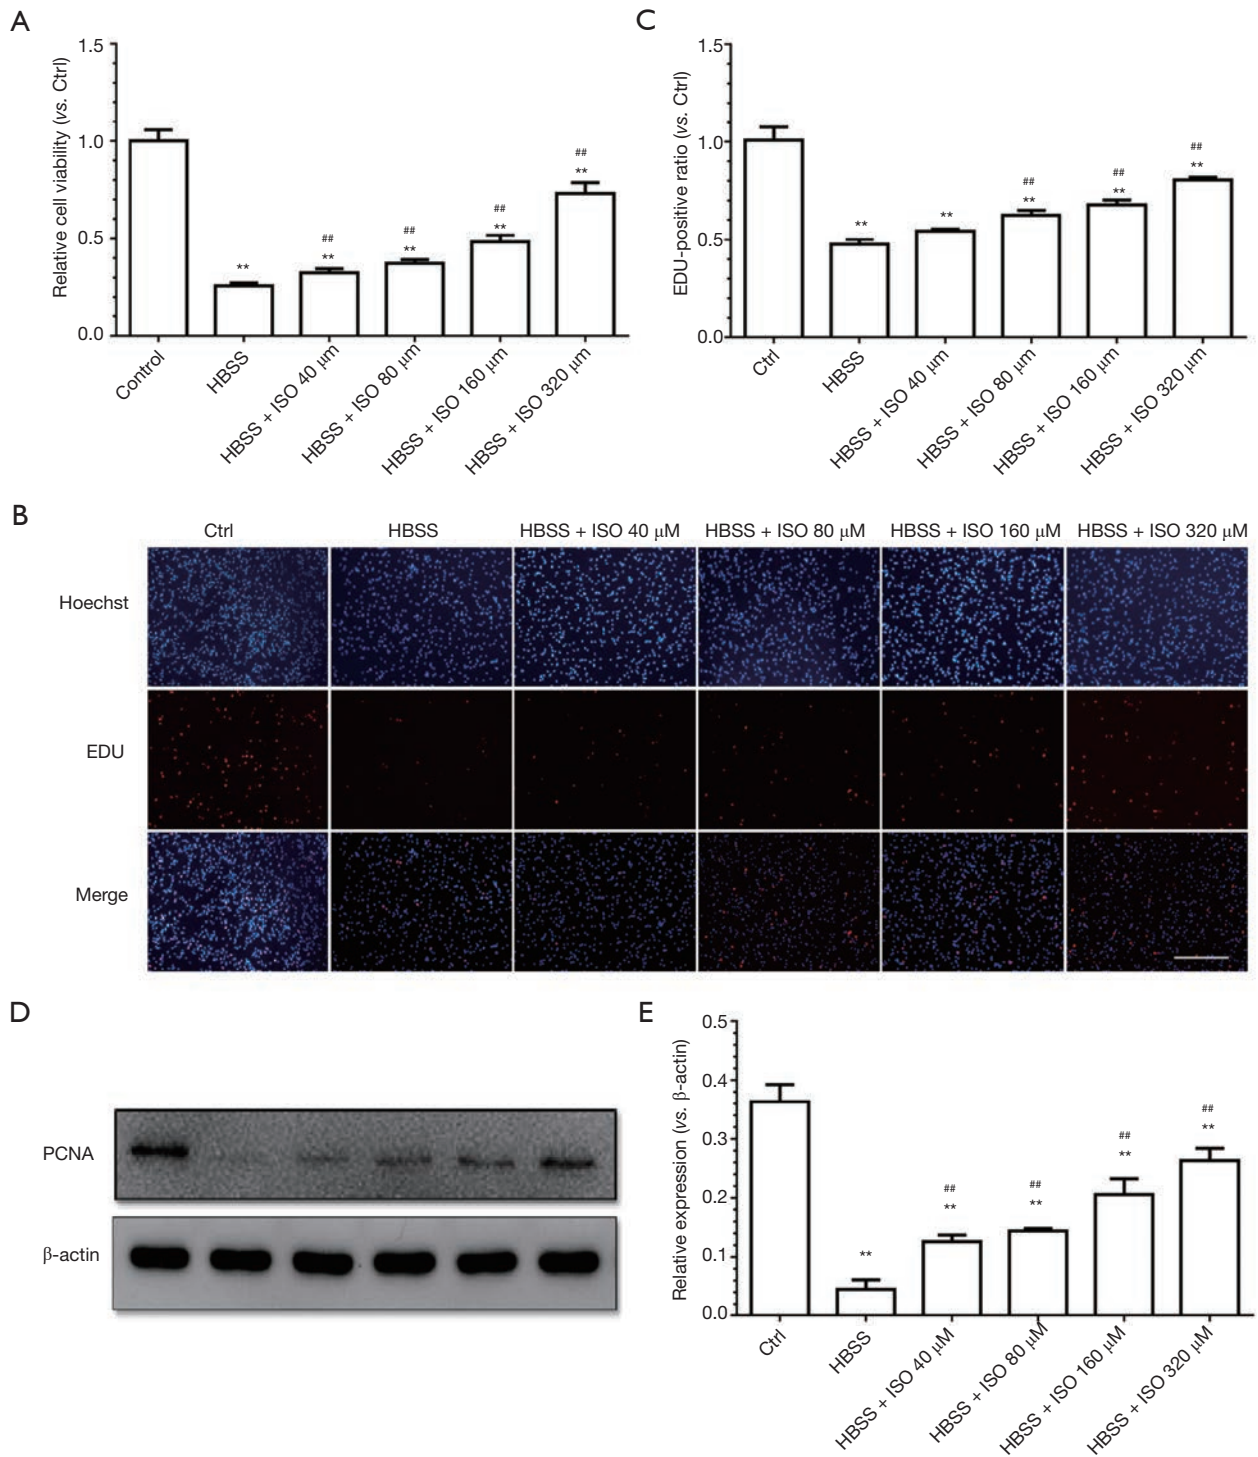 A
Relative cell viability (vs. Ctrl)
1.5
1.0
0.5
0.0
##
**
##
**
##
**
##
**
**
Control
HBSS
HBSS + ISO 40 μm
HBSS + ISO 80 μm
HBSS + ISO 160 μm
HBSS + ISO 320 μm
C
EDU-positive ratio (vs. Ctrl)
1.5
1.0
0.5
0.0
##
**
##
**
##
**
**
**
Ctrl
HBSS
HBSS + ISO 40 μm
HBSS + ISO 80 μm
HBSS + ISO 160 μm
HBSS + ISO 320 μm
B
Ctrl HBSS HBSS + ISO 40 μM HBSS + ISO 80 μM HBSS + ISO 160 μM HBSS + ISO 320 μM
Hoechst
EDU
Merge
D
PCNA
β-actin
E
Relative expression (vs. β-actin)
0.5
0.4
0.3
0.2
0.1
0.0
##
**
##
**
##
**
##
**
**
Ctrl
HBSS
HBSS + ISO 40 μM
HBSS + ISO 80 μM
HBSS + ISO 160 μM
HBSS + ISO 320 μM